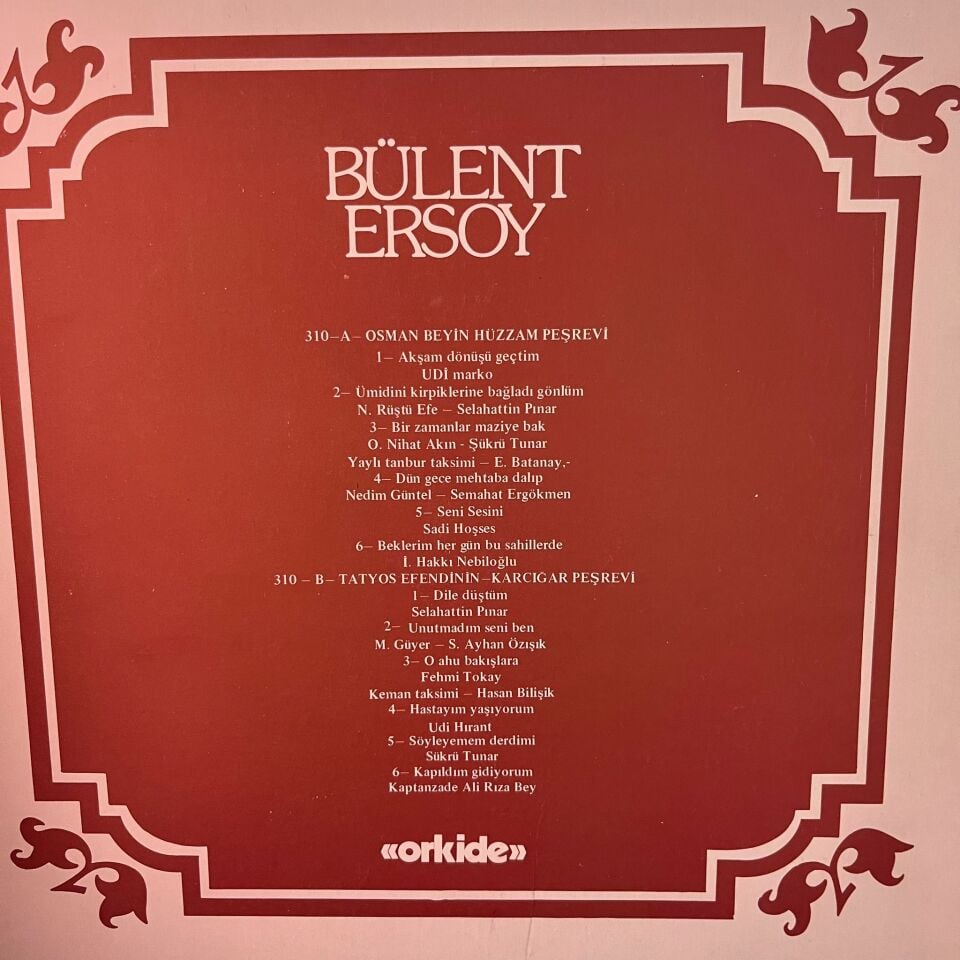 BÜLENT
ERSOY
310–A– OSMAN BEYİN HÜZZAM PEŞREVİ
1– Akşam dönüşü geçtim
UDİ marko
2– Ümidini kirpiklerine bağladı gönlüm
N. Rüştü Efe – Selahattin Pınar
3– Bir zamanlar maziye bak
O. Nihat Akın - Şükrü Tunar
Yaylı tanbur taksimi – E. Batanay,-
4– Dün gece mehtaba dalıp
Nedim Güntel – Semahat Ergökmen
5– Seni Sesini
Sadi Hoşses
6– Beklerim her gün bu sahillerde
İ. Hakkı Nebiloğlu
310 – B– TATYOS EFENDİNİN–KARCIĞAR PEŞREVİ
1– Dile düştüm
Selahattin Pınar
2– Unutmadım seni ben
M. Güyer – S. Ayhan Özışık
3– O ahu bakışlara
Fehmi Tokay
Keman taksimi – Hasan Bilişik
4– Hastayım yaşıyorum
Udi Hırant
5– Söyleyemem derdimi
Sükrü Tunar
6– Kapıldım gidiyorum
Kaptanzade Ali Rıza Bey
«orkide»